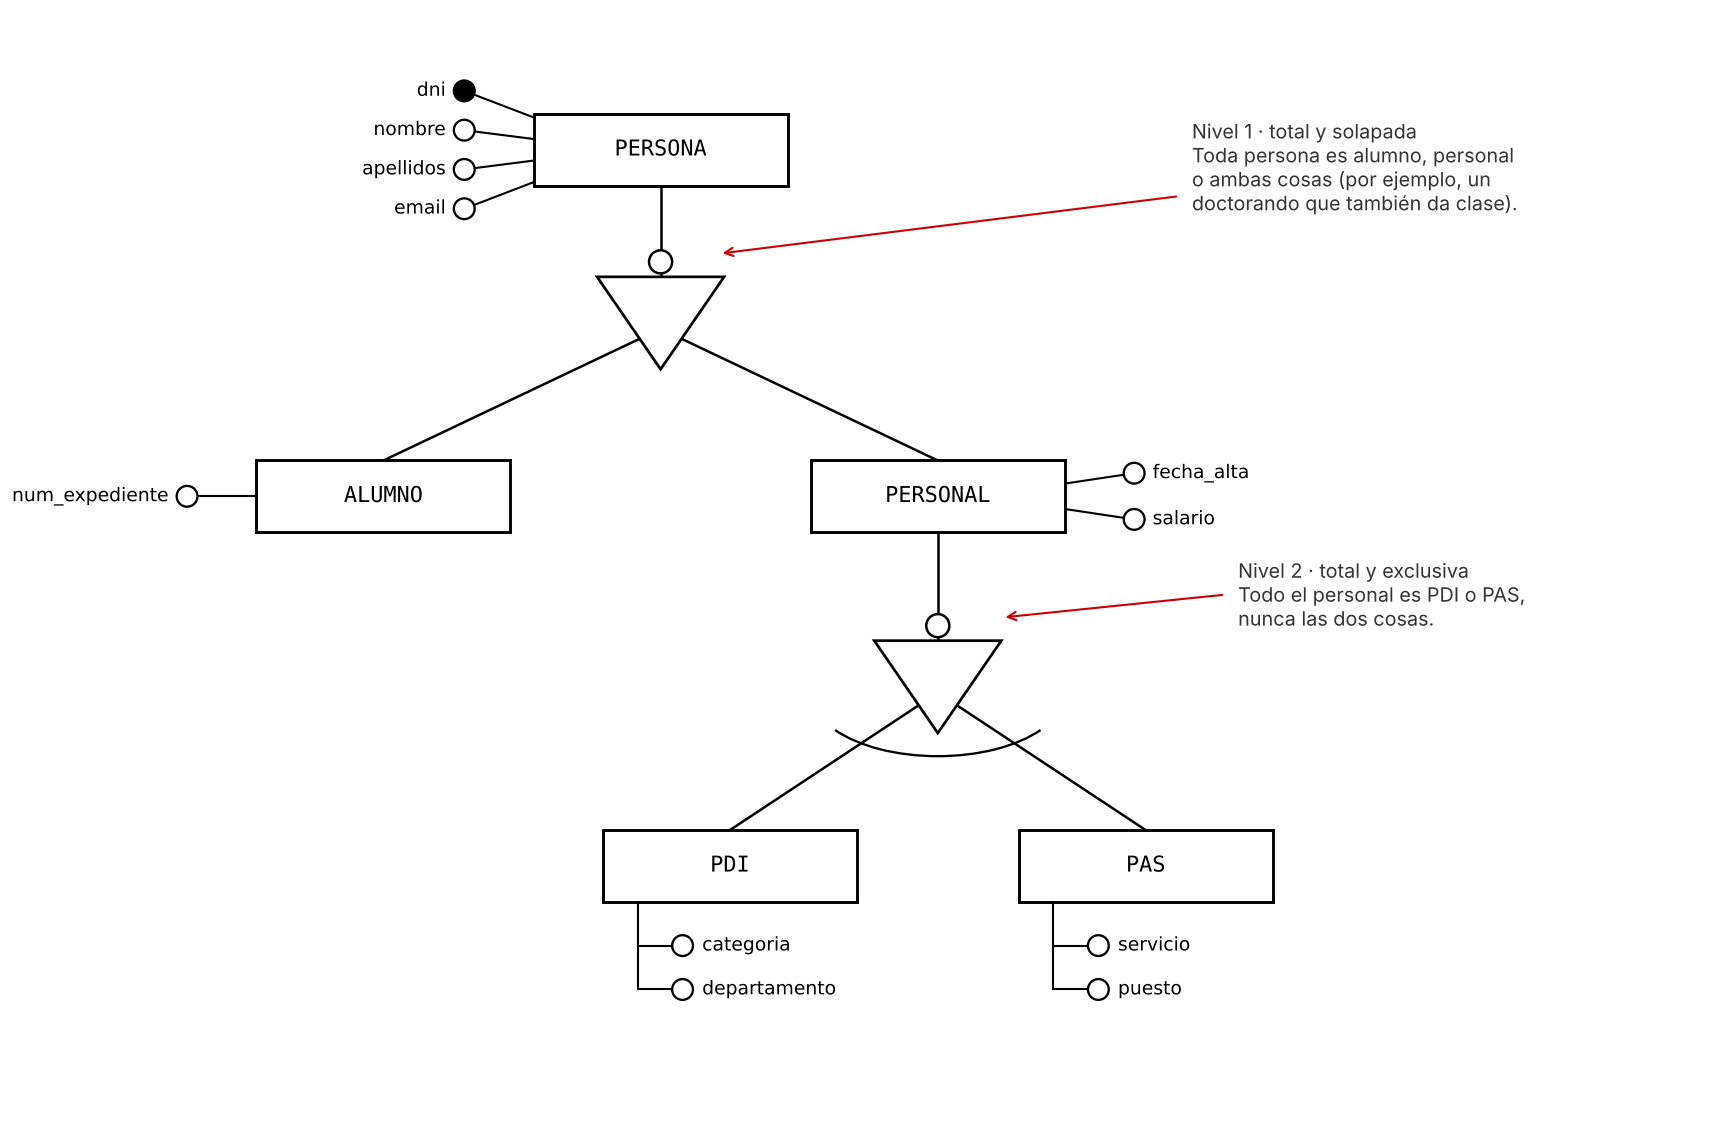 dni
nombre
apellidos
email
PERSONA
Nivel 1 · total y solapada
Toda persona es alumno, personal
o ambas cosas (por ejemplo, un
doctorando que también da clase).
num_expediente
ALUMNO
PERSONAL
fecha_alta
salario
Nivel 2 · total y exclusiva
Todo el personal es PDI o PAS,
nunca las dos cosas.
PDI
categoria
departamento
PAS
servicio
puesto